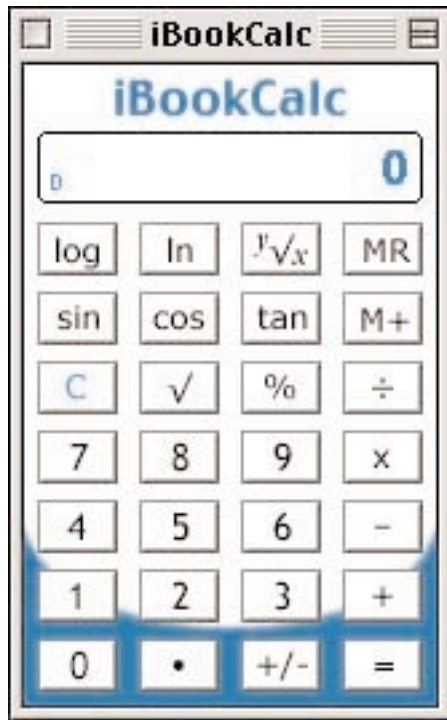 iBookCalc
iBookCalc
D 0
log ln y√x MR
sin cos tan M+
C √ % ÷
7 8 9 x
4 5 6 -
1 2 3 +
0 • +/- =